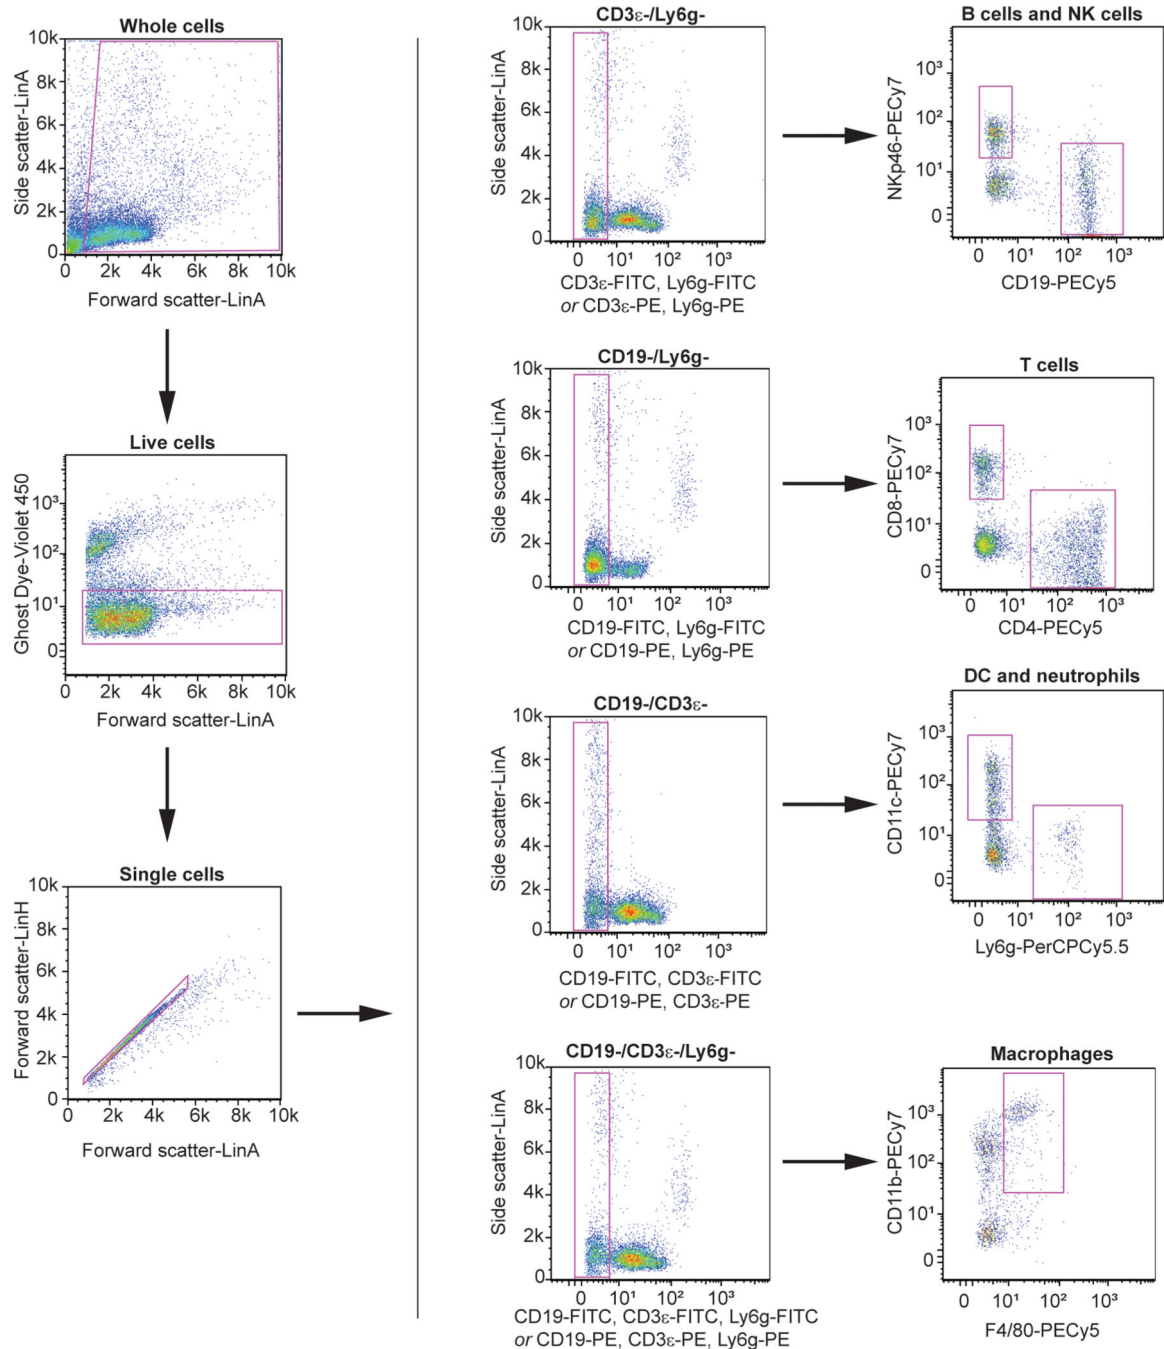 Whole cells
10k
8k
6k
4k
2k
0
Side scatter-LinA
0 2k 4k 6k 8k 10k
Forward scatter-LinA
Live cells
10³
10²
10¹
0
Ghost Dye-Violet 450
0 2k 4k 6k 8k 10k
Forward scatter-LinA
Single cells
10k
8k
6k
4k
2k
0
Forward scatter-LinH
0 2k 4k 6k 8k 10k
Forward scatter-LinA
CD3ε-/Ly6g-
10k
8k
6k
4k
2k
0
Side scatter-LinA
0 10¹ 10² 10³
CD3ε-FITC, Ly6g-FITC
or CD3ε-PE, Ly6g-PE
B cells and NK cells
10³
10²
10¹
0
NKp46-PECy7
0 10¹ 10² 10³
CD19-PECy5
CD19-/Ly6g-
10k
8k
6k
4k
2k
0
Side scatter-LinA
0 10¹ 10² 10³
CD19-FITC, Ly6g-FITC
or CD19-PE, Ly6g-PE
T cells
10³
10²
10¹
0
CD8-PECy7
0 10¹ 10² 10³
CD4-PECy5
CD19-/CD3ε-
10k
8k
6k
4k
2k
0
Side scatter-LinA
0 10¹ 10² 10³
CD19-FITC, CD3ε-FITC
or CD19-PE, CD3ε-PE
DC and neutrophils
10³
10²
10¹
0
CD11c-PECy7
0 10¹ 10² 10³
Ly6g-PerCPCy5.5
CD19-/CD3ε-/Ly6g-
10k
8k
6k
4k
2k
0
Side scatter-LinA
0 10¹ 10² 10³
CD19-FITC, CD3ε-FITC, Ly6g-FITC
or CD19-PE, CD3ε-PE, Ly6g-PE
Macrophages
10³
10²
10¹
0
CD11b-PECy7
0 10¹ 10² 10³
F4/80-PECy5